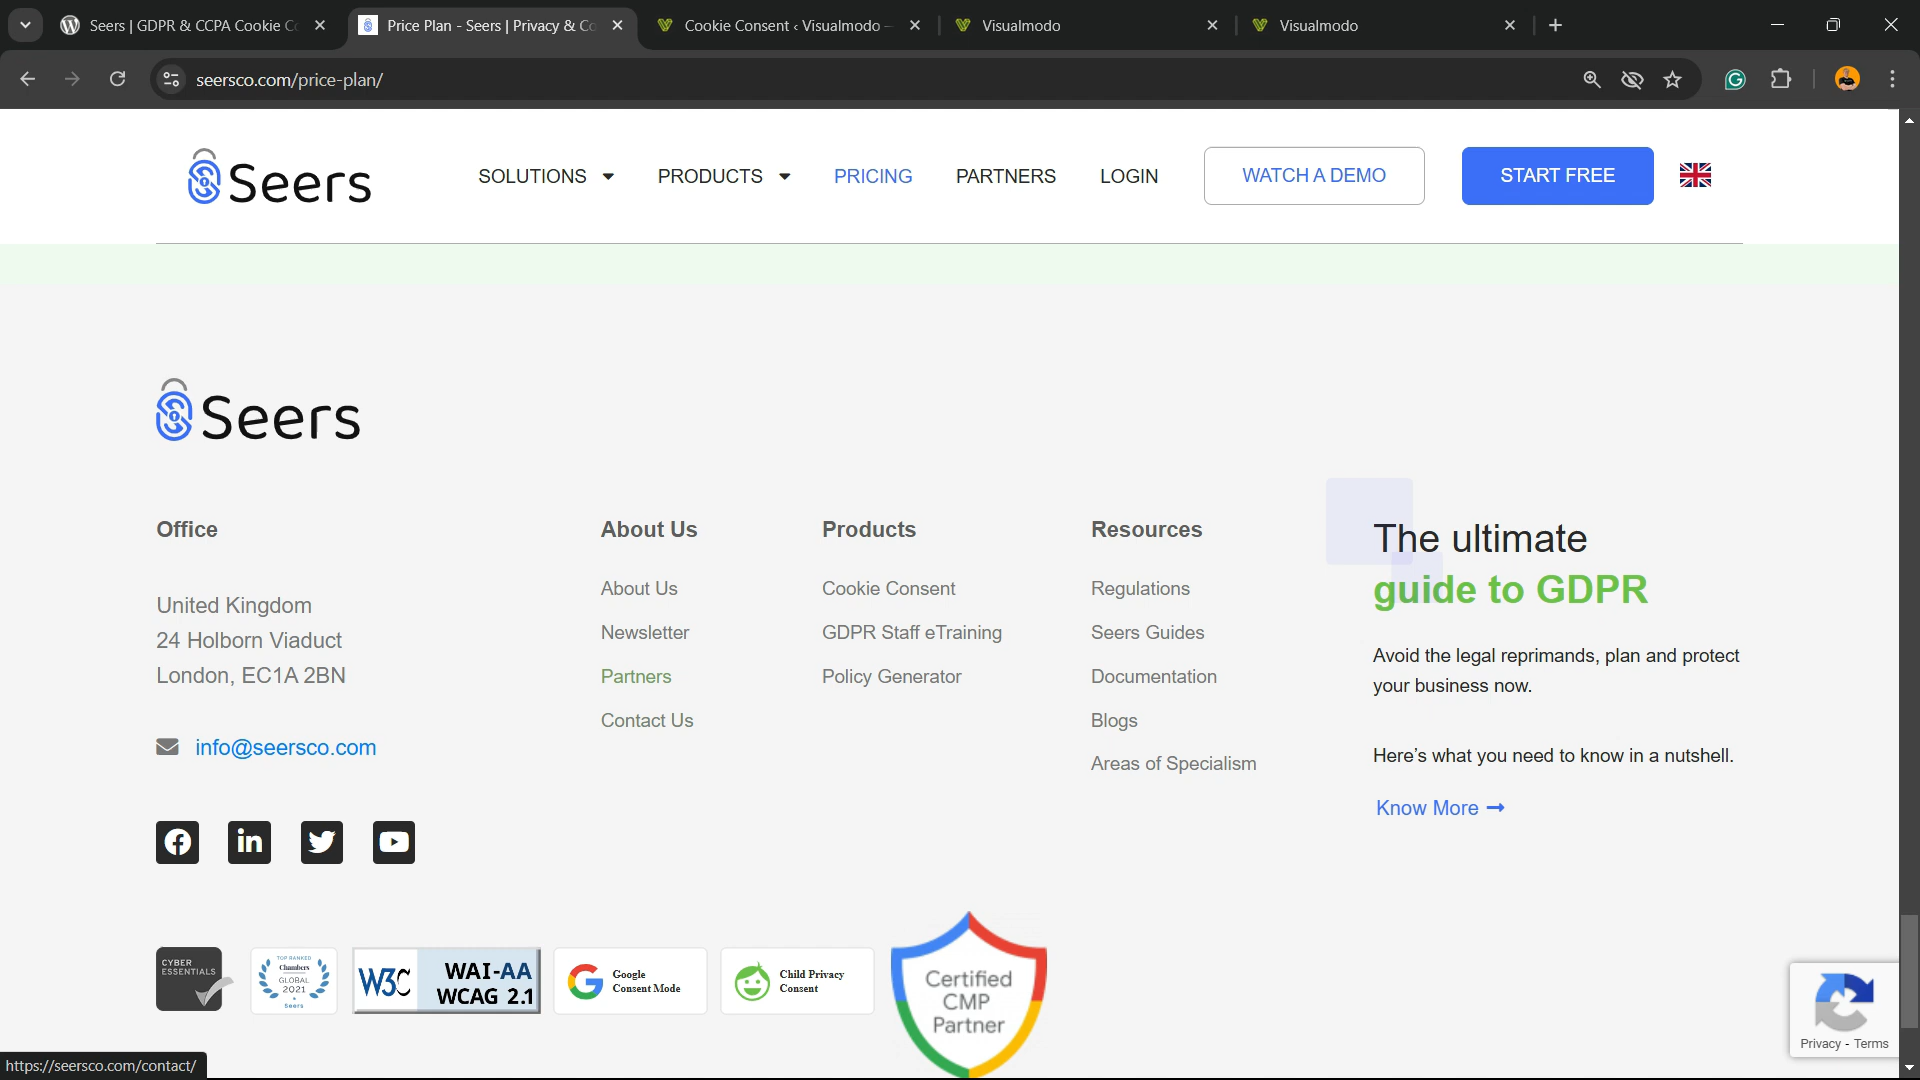 Seers | GDPR & CCPA Cookie Co
Price Plan - Seers | Privacy & Co
Cookie Consent ‹ Visualmodo –
Visualmodo
Visualmodo
seersco.com/price-plan/
Seers
SOLUTIONS
PRODUCTS
PRICING
PARTNERS
LOGIN
WATCH A DEMO
START FREE
Seers
Office
United Kingdom
24 Holborn Viaduct
London, EC1A 2BN
info@seersco.com
About Us
About Us
Newsletter
Partners
Contact Us
Products
Cookie Consent
GDPR Staff eTraining
Policy Generator
Resources
Regulations
Seers Guides
Documentation
Blogs
Areas of Specialism
The ultimate
guide to GDPR
Avoid the legal reprimands, plan and protect
your business now.
Here’s what you need to know in a nutshell.
Know More
CYBER
ESSENTIALS
TOP RANKED
Chambers
GLOBAL
2021
Seers
W3C
WAI-AA
WCAG 2.1
Google
Consent Mode
Child Privacy
Consent
Certified
CMP
Partner
Privacy - Terms
https://seersco.com/contact/